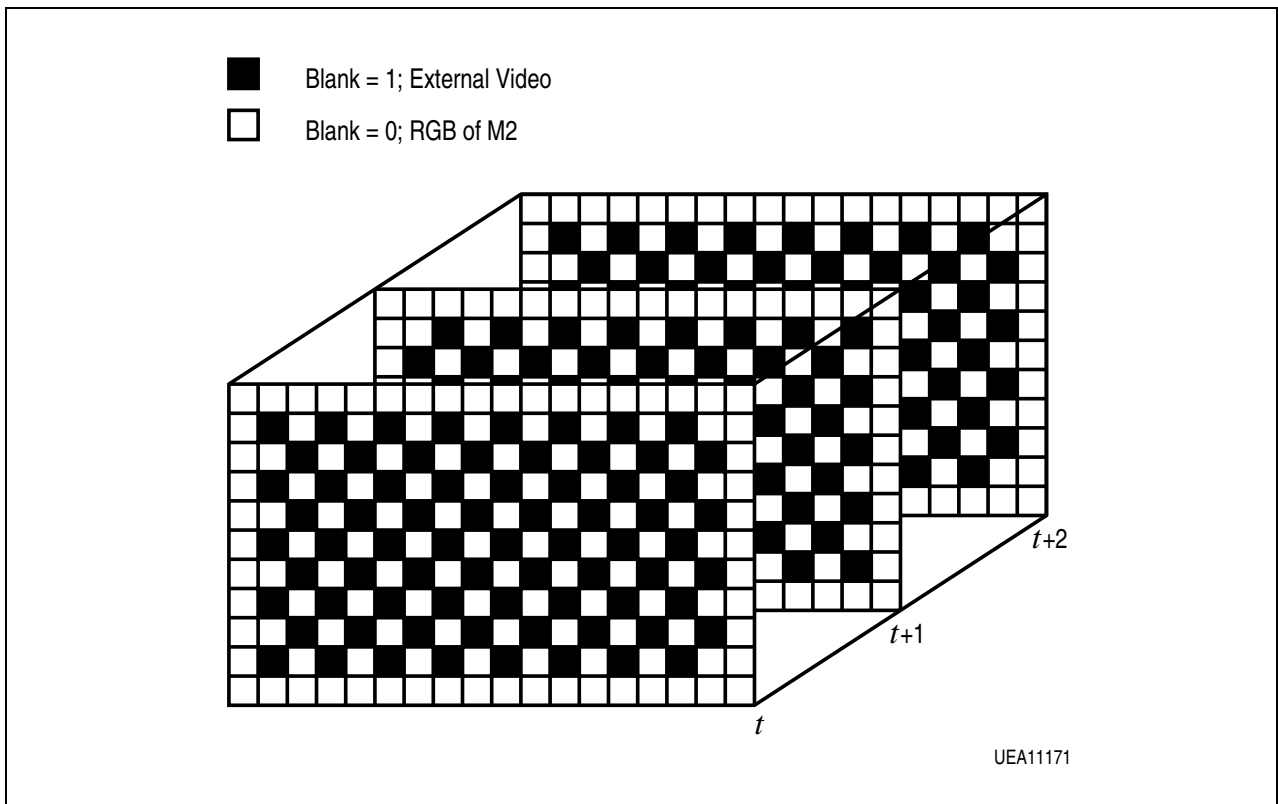 Blank = 1; External Video
Blank = 0; RGB of M2
t+2
t+1
t
UEA11171